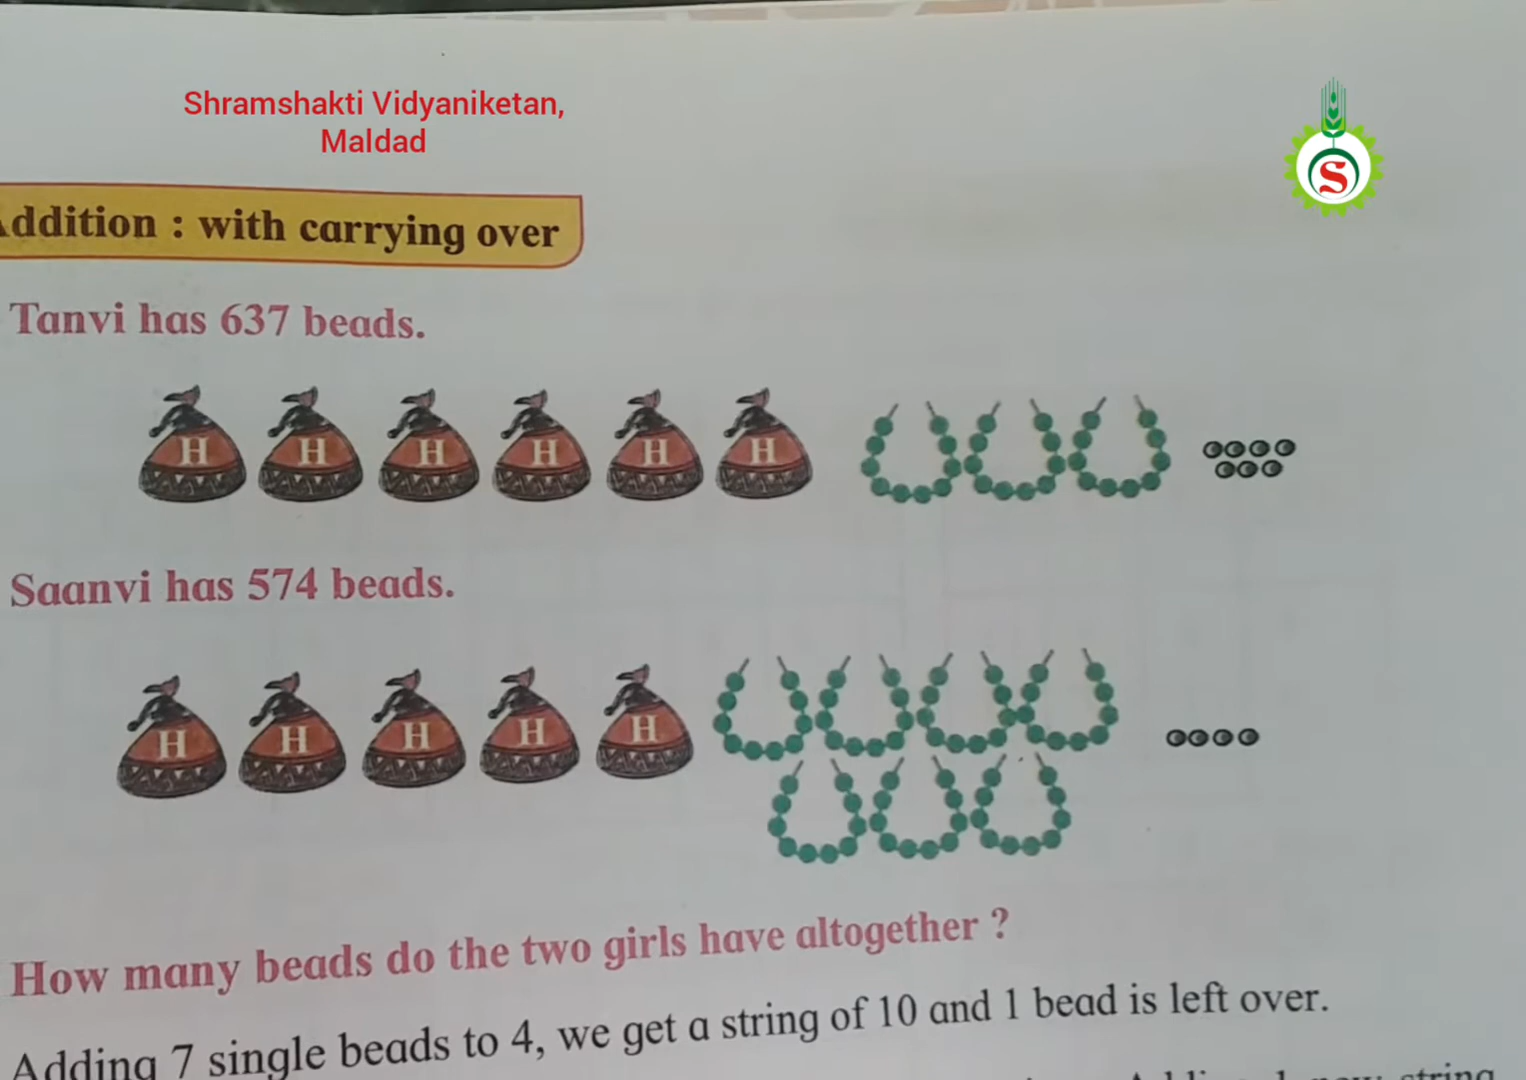 Shramshakti Vidyaniketan,
Maldad
S
ddition : with carrying over
Tanvi has 637 beads.
H H H H H H
Saanvi has 574 beads.
H H H H H
How many beads do the two girls have altogether ?
Adding 7 single beads to 4, we get a string of 10 and 1 bead is left over.
string